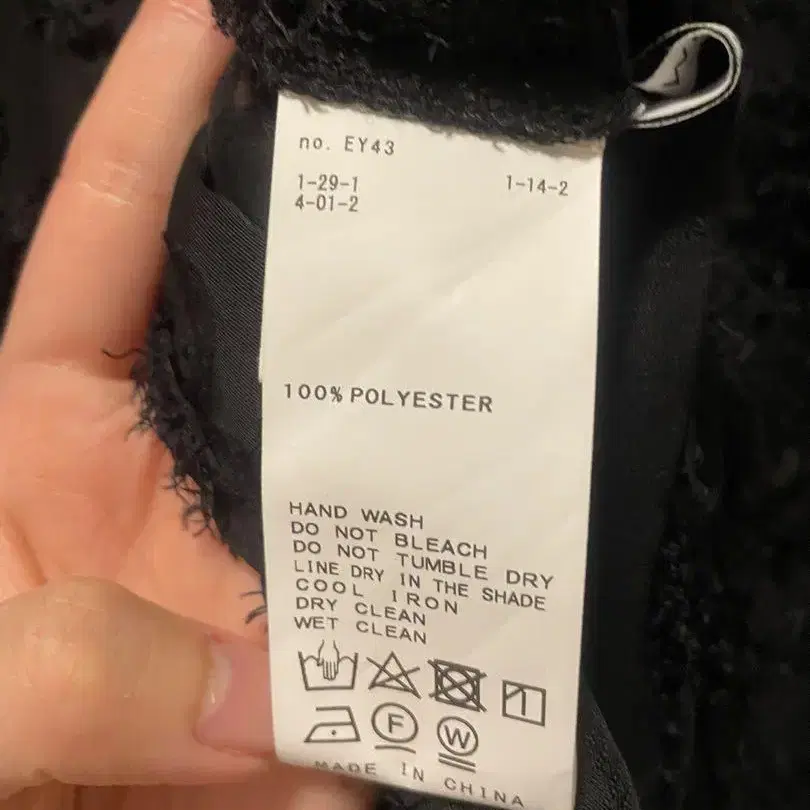 no. EY43
1-29-1 1-14-2
4-01-2
100% POLYESTER
HAND WASH
DO NOT BLEACH
DO NOT TUMBLE DRY
LINE DRY IN THE SHADE
COOL IRON
DRY CLEAN
WET CLEAN
F W
MADE IN CHINA